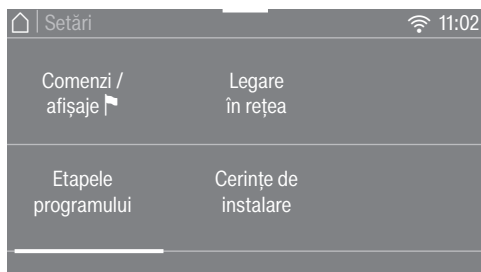 Setări
11:02
Comenzi /
afișaje
Legare
în rețea
Etapele
programului
Cerințe de
instalare